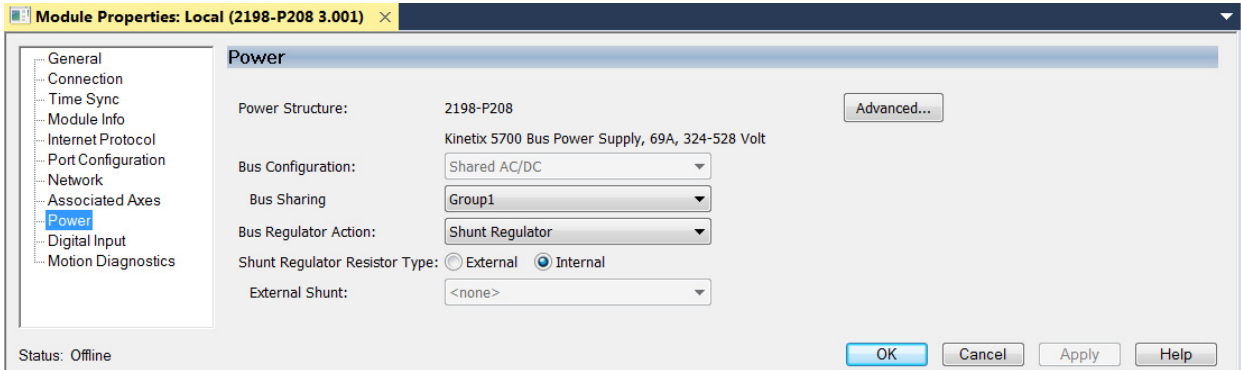 Module Properties: Local (2198-P208 3.001) ×
General
Connection
Time Sync
Module Info
Internet Protocol
Port Configuration
Network
Associated Axes
Power
Digital Input
Motion Diagnostics
Power
Power Structure: 2198-P208 Advanced...
Kinetix 5700 Bus Power Supply, 69A, 324-528 Volt
Bus Configuration: Shared AC/DC
Bus Sharing Group1
Bus Regulator Action: Shunt Regulator
Shunt Regulator Resistor Type: External Internal
External Shunt: <none>
Status: Offline OK Cancel Apply Help